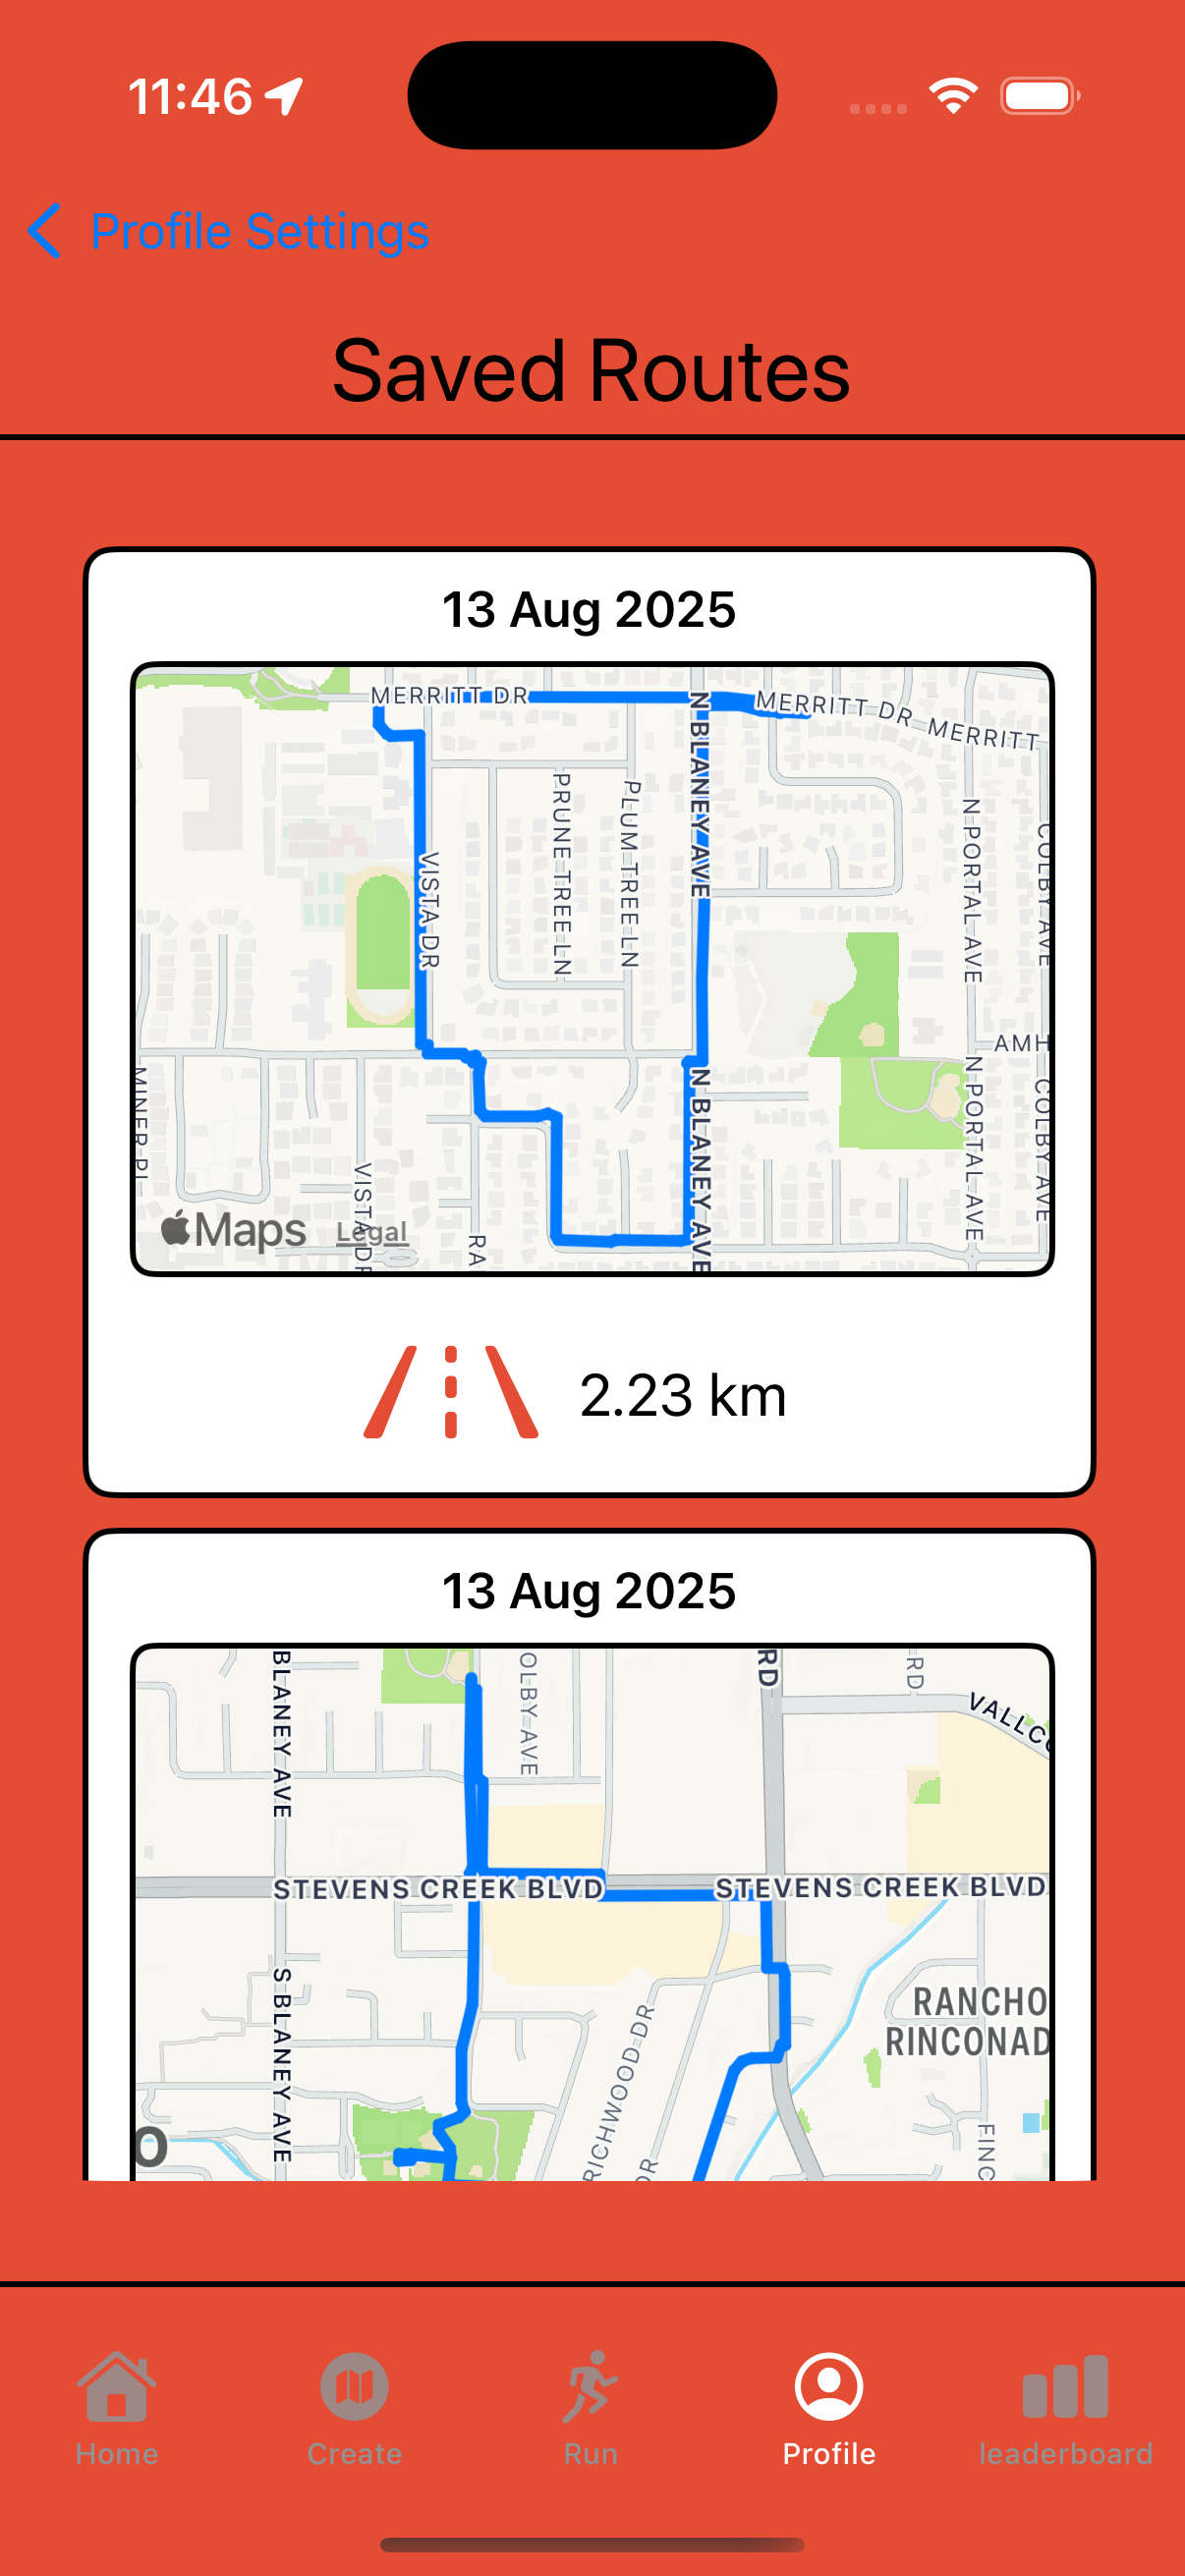 11:46
Profile Settings
Saved Routes
13 Aug 2025
MERRITT DR
MERRITT DR
MERRITT
N BLANEY AVE
PRUNE TREE LN
PLUM TREE LN
VISTA DR
N PORTAL AVE
COLBY AVE
AMH
MINER PL
N BLANEY AVE
N PORTAL AVE
COLBY AVE
VISTA DR
RA
Maps
Legal
2.23 km
13 Aug 2025
BLANEY AVE
OLBY AVE
RD
RD
VALLCO
STEVENS CREEK BLVD
STEVENS CREEK BLVD
S BLANEY AVE
RICHWOOD DR
RANCHO
RINCONAD
O
DR
FINC
Home
Create
Run
Profile
leaderboard